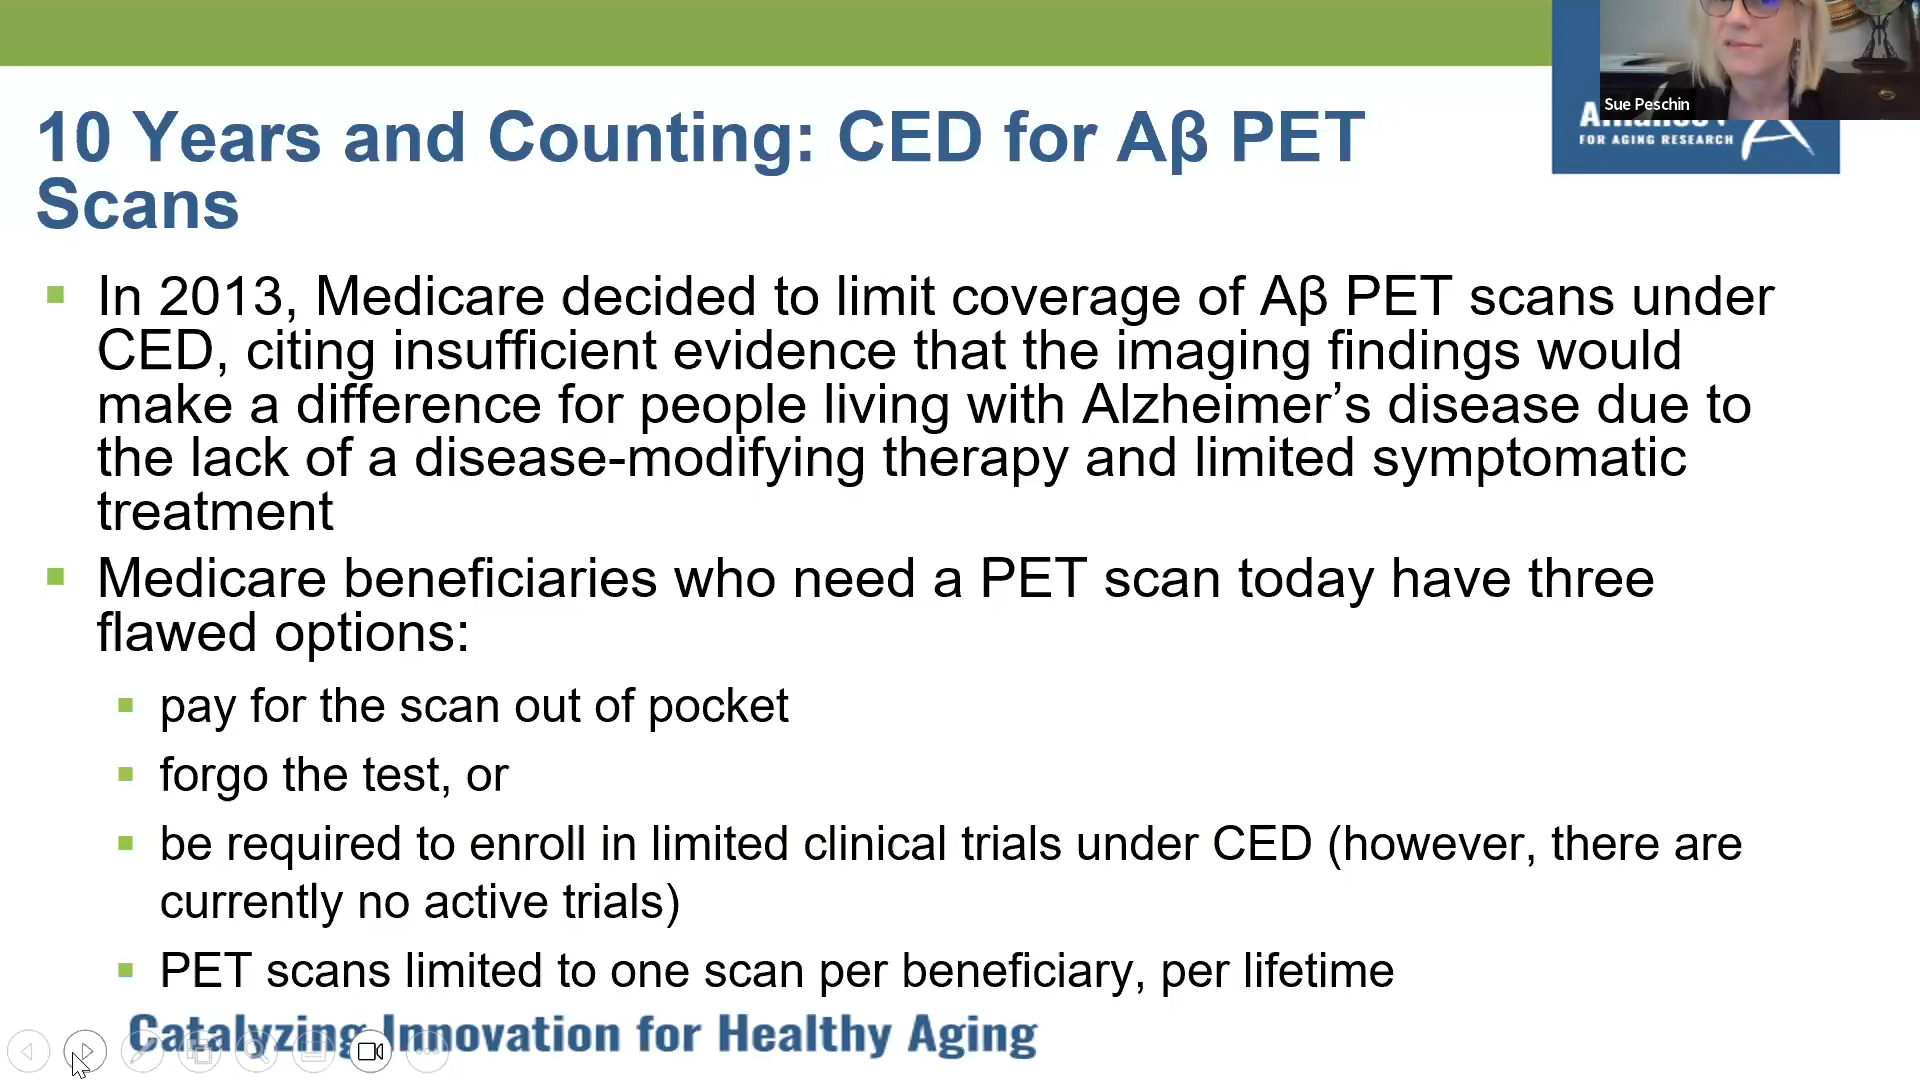 Sue Peschin
FOR AGING RESEARCH
10 Years and Counting: CED for Aβ PET
Scans
▪ In 2013, Medicare decided to limit coverage of Aβ PET scans under
CED, citing insufficient evidence that the imaging findings would
make a difference for people living with Alzheimer’s disease due to
the lack of a disease-modifying therapy and limited symptomatic
treatment
▪ Medicare beneficiaries who need a PET scan today have three
flawed options:
▪ pay for the scan out of pocket
▪ forgo the test, or
▪ be required to enroll in limited clinical trials under CED (however, there are
currently no active trials)
▪ PET scans limited to one scan per beneficiary, per lifetime
Catalyzing Innovation for Healthy Aging